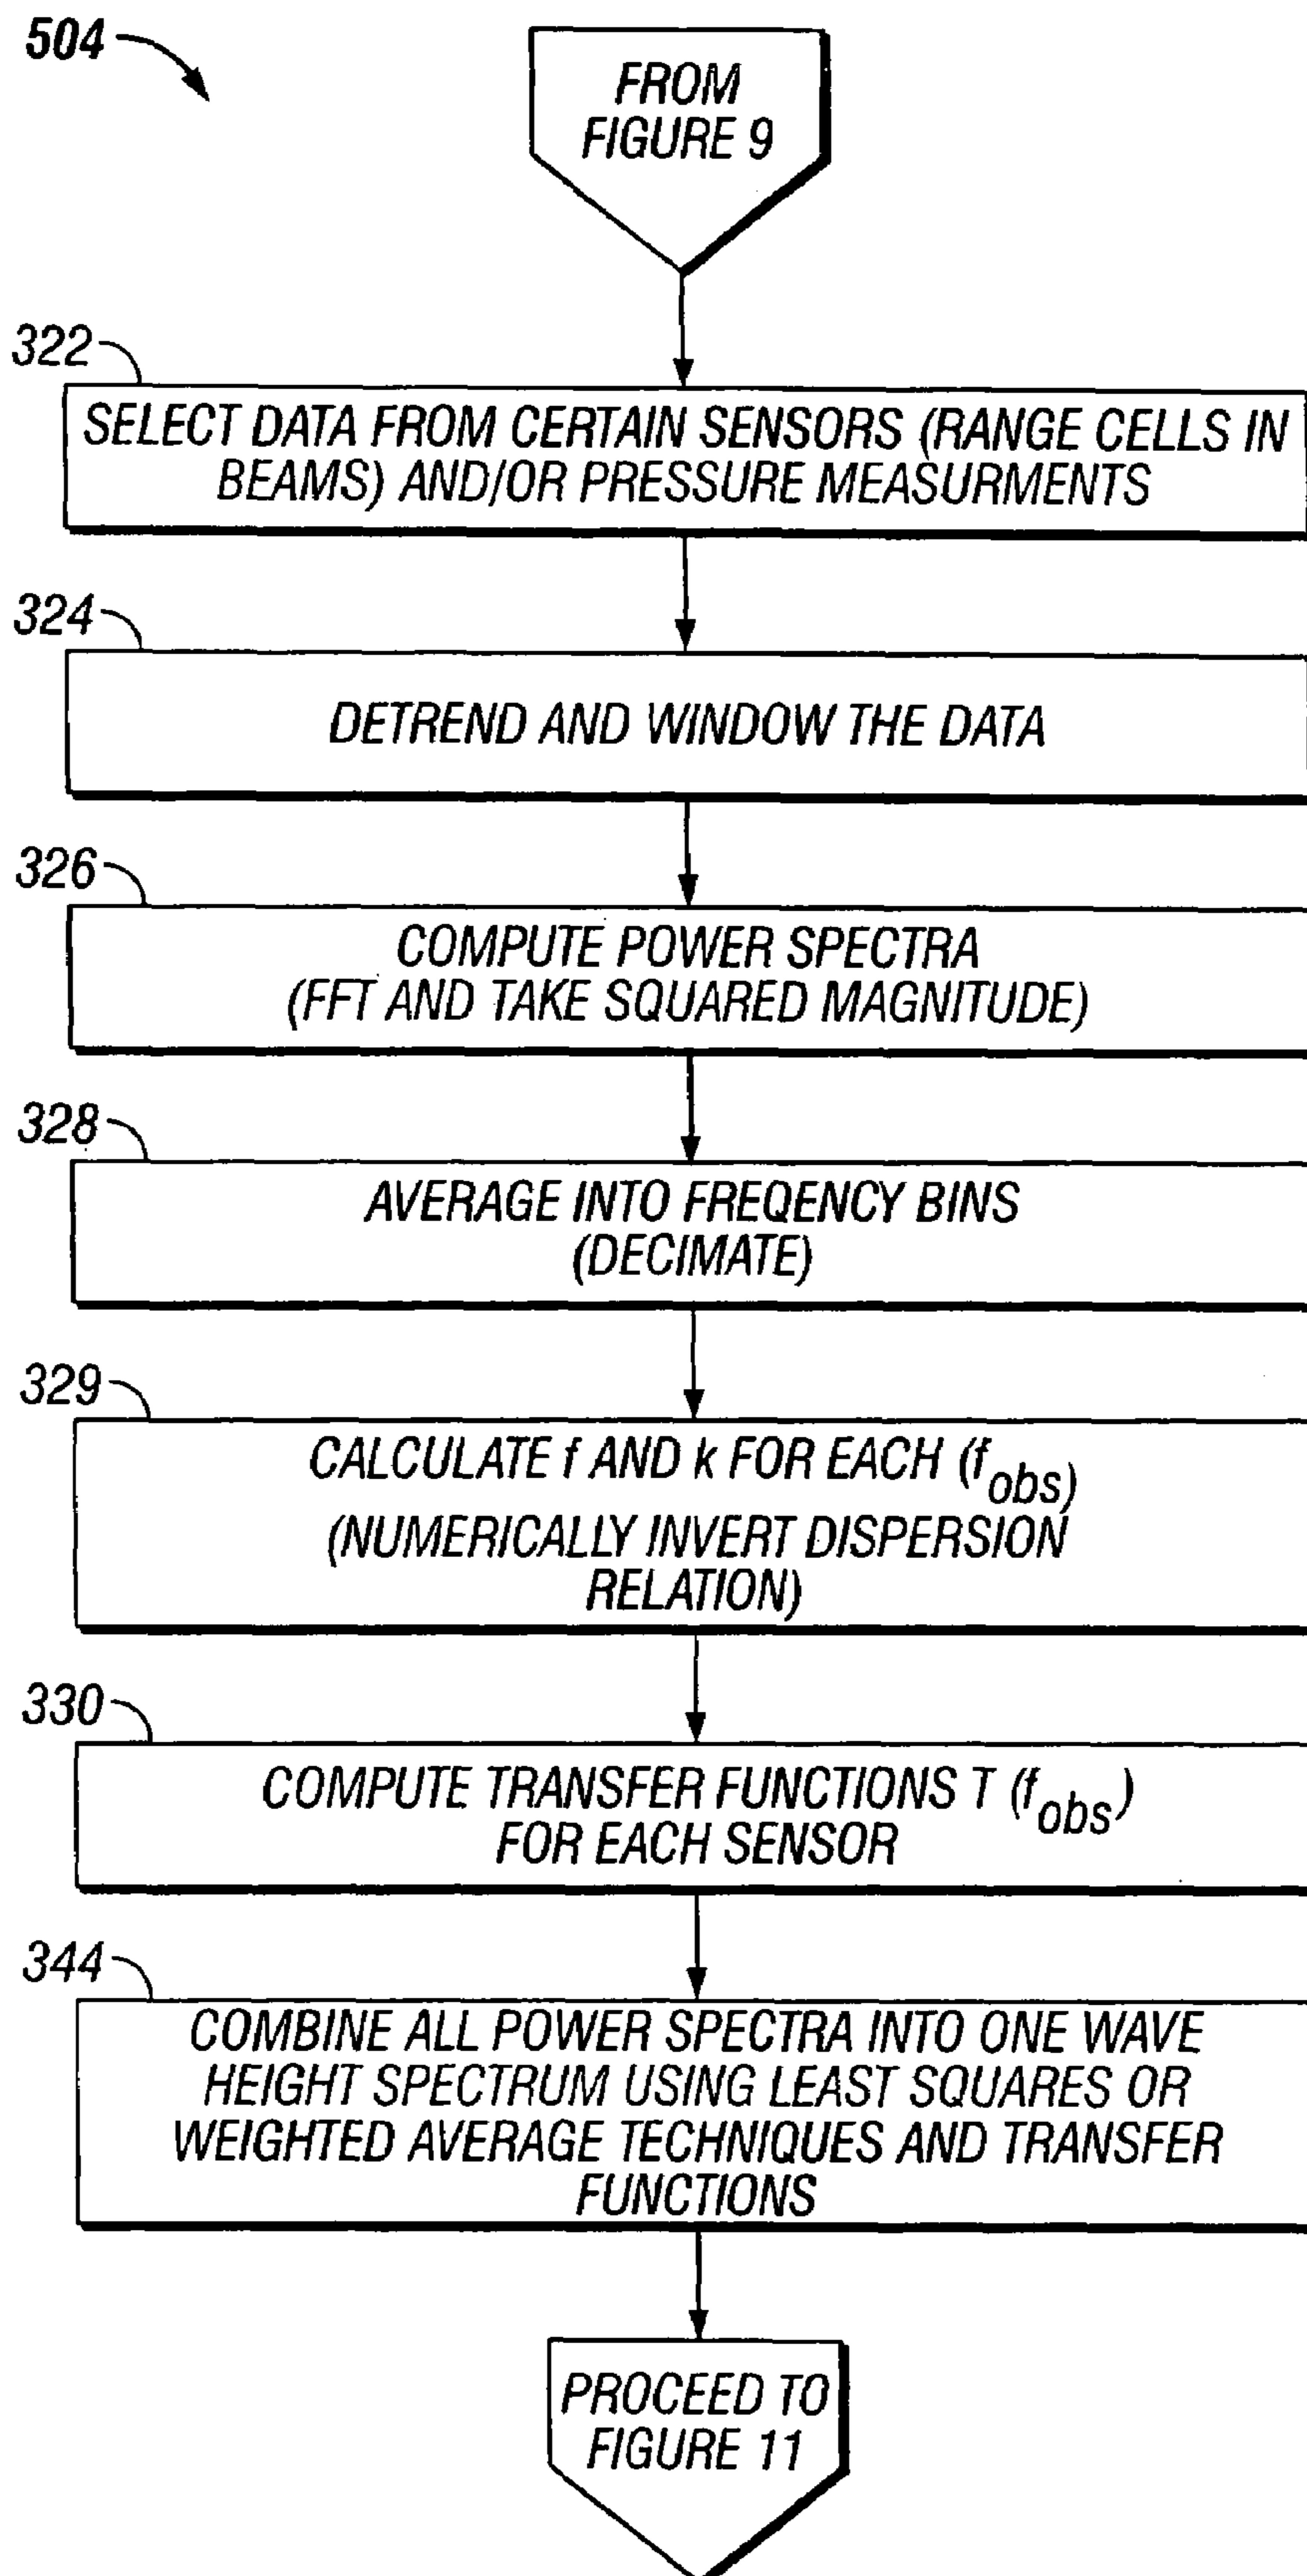 504
FROM
FIGURE 9
322
SELECT DATA FROM CERTAIN SENSORS (RANGE CELLS IN
BEAMS) AND/OR PRESSURE MEASURMENTS
324
DETREND AND WINDOW THE DATA
326
COMPUTE POWER SPECTRA
(FFT AND TAKE SQUARED MAGNITUDE)
328
AVERAGE INTO FREQENCY BINS
(DECIMATE)
329
CALCULATE f AND k FOR EACH (f_obs)
(NUMERICALLY INVERT DISPERSION
RELATION)
330
COMPUTE TRANSFER FUNCTIONS T (f_obs)
FOR EACH SENSOR
344
COMBINE ALL POWER SPECTRA INTO ONE WAVE
HEIGHT SPECTRUM USING LEAST SQUARES OR
WEIGHTED AVERAGE TECHNIQUES AND TRANSFER
FUNCTIONS
PROCEED TO
FIGURE 11